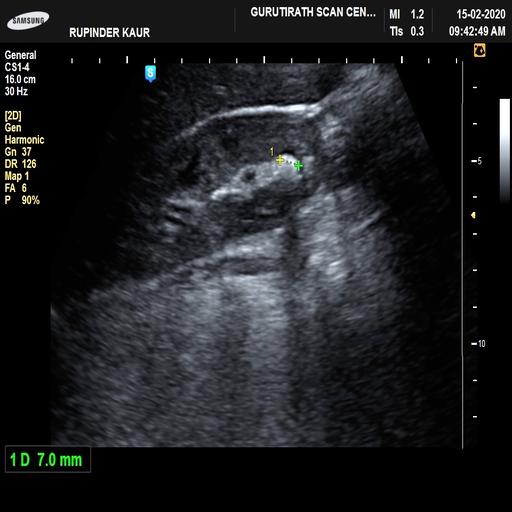 SAMSUNG
RUPINDER KAUR
GURUTIRATH SCAN CEN...
MI 1.2
TIs 0.3
15-02-2020
09:42:49 AM
General
CS1-4
16.0 cm
30 Hz
[2D]
Gen
Harmonic
Gn 37
DR 126
Map 1
FA 6
P 90%
S
1
5
10
1 D 7.0 mm